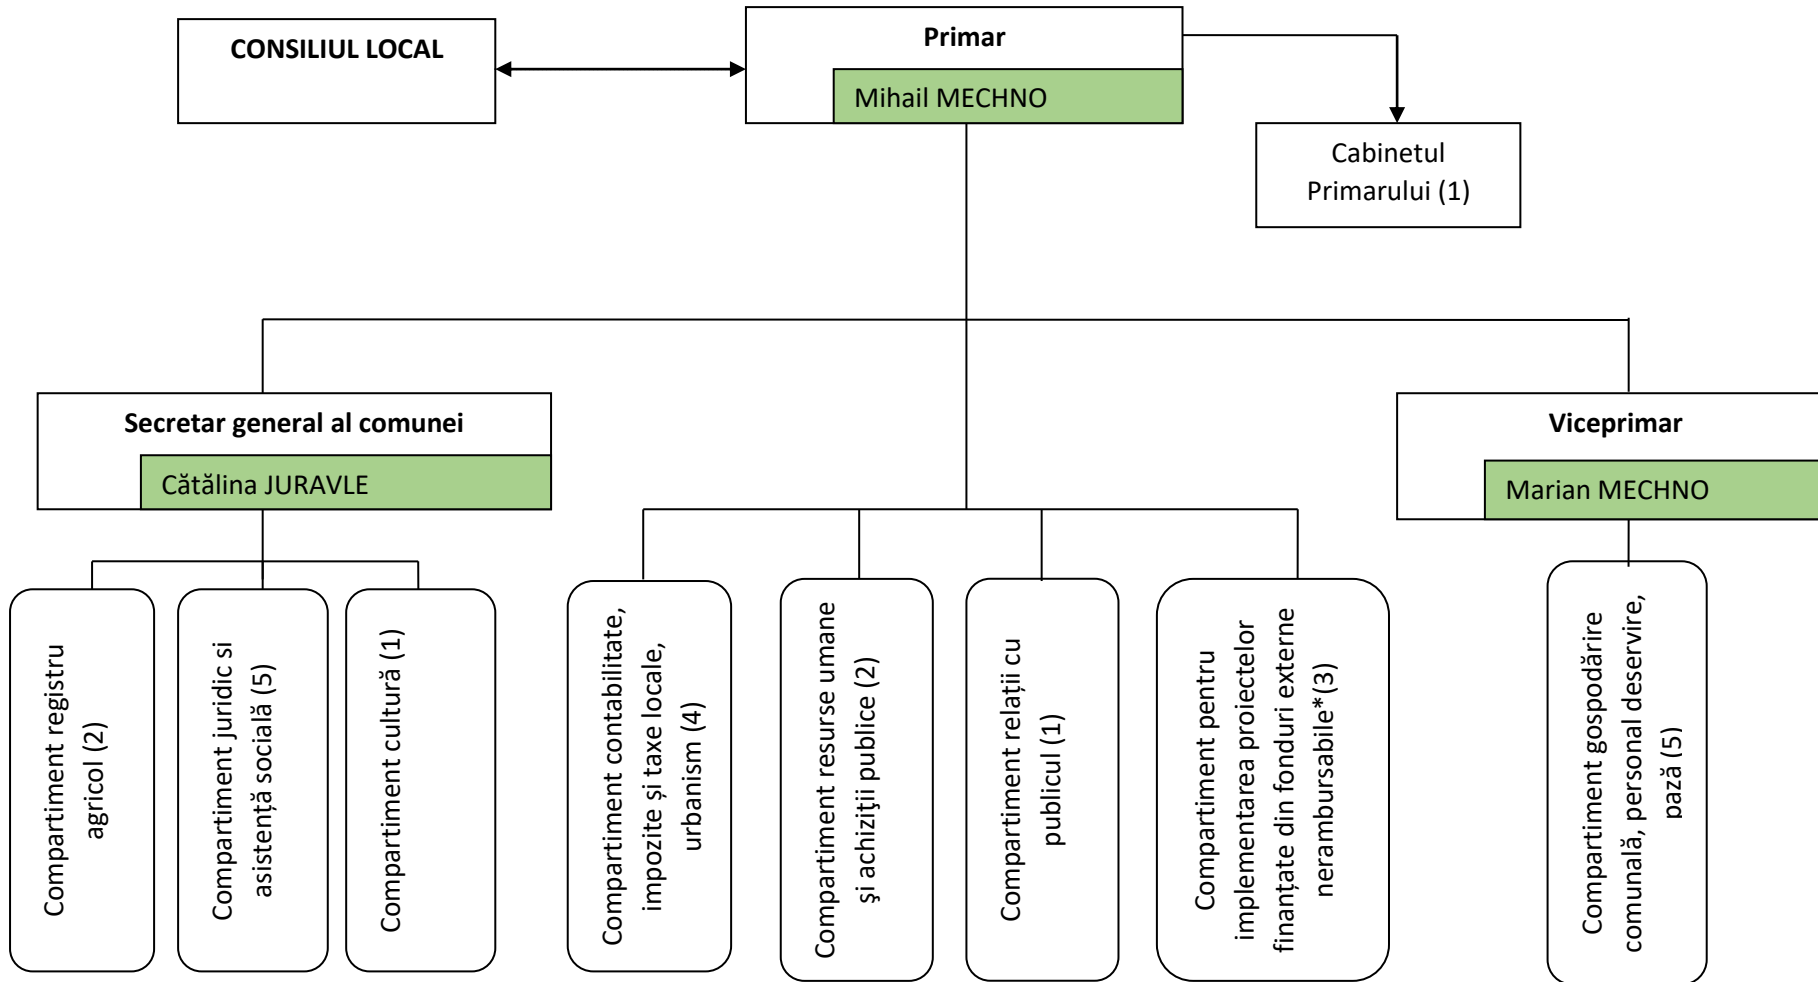 CONSILIUL LOCAL
Primar
Mihail MECHNO
Cabinetul
Primarului (1)
Secretar general al comunei
Cătălina JURAVLE
Viceprimar
Marian MECHNO
Compartiment registru
agricol (2)
Compartiment juridic si
asistență socială (5)
Compartiment cultură (1)
Compartiment contabilitate,
impozite și taxe locale,
urbanism (4)
Compartiment resurse umane
şi achiziţii publice (2)
Compartiment relații cu
publicul (1)
Compartiment pentru
implementarea proiectelor
finanțate din fonduri externe
nerambursabile*(3)
Compartiment gospodărire
comunală, personal deservire,
pază (5)